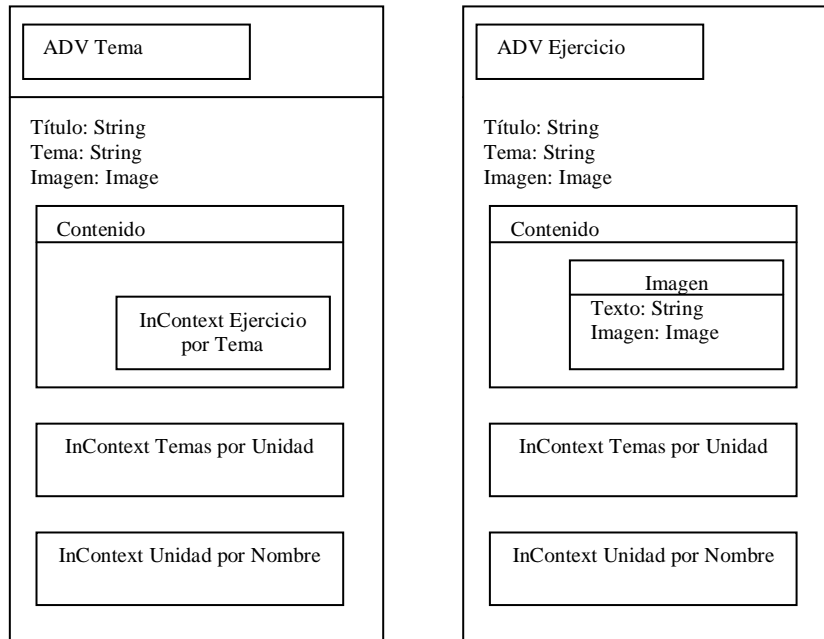 ADV Tema
Título: String
Tema: String
Imagen: Image
Contenido
InContext Ejercicio
por Tema
InContext Temas por Unidad
InContext Unidad por Nombre
ADV Ejercicio
Título: String
Tema: String
Imagen: Image
Contenido
Imagen
Texto: String
Imagen: Image
InContext Temas por Unidad
InContext Unidad por Nombre